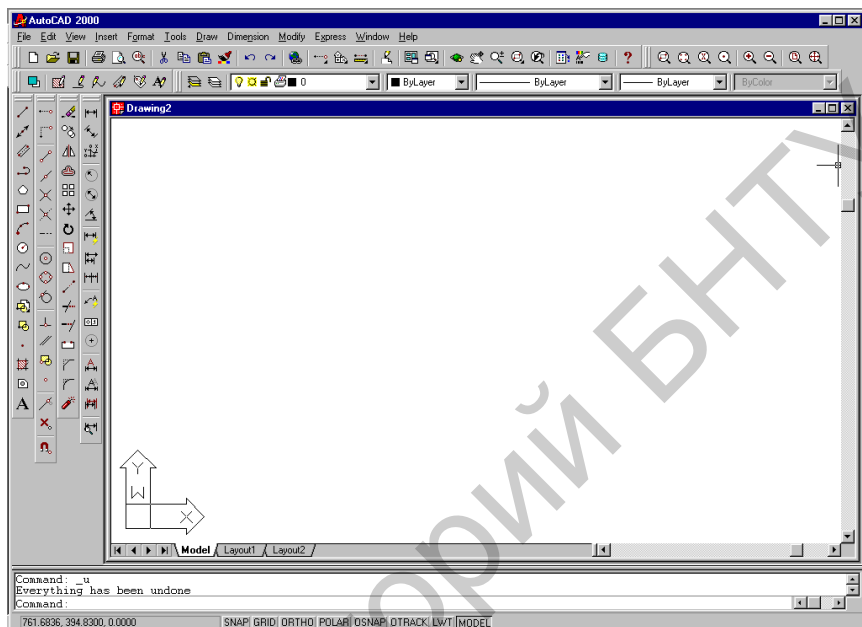 AutoCAD 2000
File Edit View Insert Format Tools Draw Dimension Modify Express Window Help
0 ByLayer ByLayer ByLayer ByColor
Drawing2
Y
W
X
A
Model Layout1 Layout2
Command: _u
Everything has been undone
Command:
761.6836, 394.8300, 0.0000 SNAP GRID ORTHO POLAR OSNAP OTRACK LWT MODEL
торий БНТУ